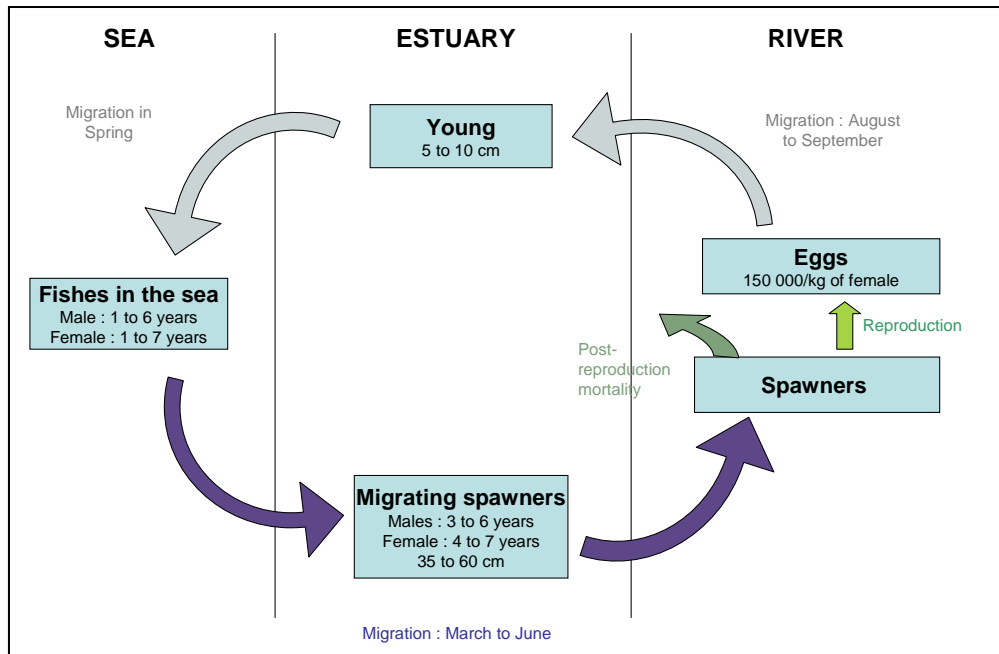 SEA
ESTUARY
RIVER
Migration in
Spring
Young
5 to 10 cm
Migration : August
to September
Eggs
150 000/kg of female
Fishes in the sea
Male : 1 to 6 years
Female : 1 to 7 years
Reproduction
Post-
reproduction
mortality
Spawners
Migrating spawners
Males : 3 to 6 years
Female : 4 to 7 years
35 to 60 cm
Migration : March to June